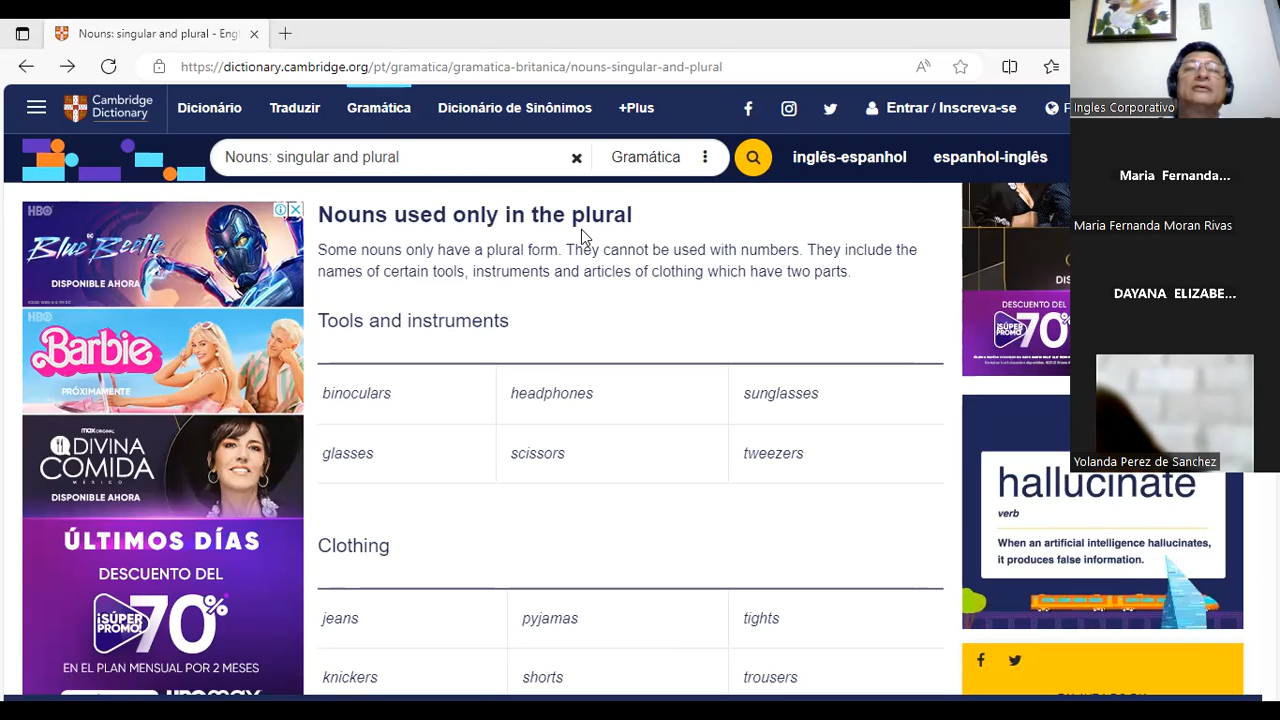 Nouns: singular and plural - Engl
https://dictionary.cambridge.org/pt/gramatica/gramatica-britanica/nouns-singular-and-plural
Cambridge
Dictionary
Dicionário
Traduzir
Gramática
Dicionário de Sinônimos
+Plus
Entrar / Inscreva-se
Nouns: singular and plural
Gramática
inglês-espanhol
espanhol-inglês
HBO
DC
BLUE BEETLE
DISPONIBLE AHORA
HBO
Barbie
PRÓXIMAMENTE
max ORIGINAL
DIVINA
COMIDA
MÉXICO
DISPONIBLE AHORA
ÚLTIMOS DÍAS
DESCUENTO DEL
¡SÚPER
PROMO!
70%
EN EL PLAN MENSUAL POR 2 MESES
Nouns used only in the plural
Some nouns only have a plural form. They cannot be used with numbers. They include the
names of certain tools, instruments and articles of clothing which have two parts.
Tools and instruments
binoculars headphones sunglasses
glasses scissors tweezers
Clothing
jeans pyjamas tights
knickers shorts trousers
DESCUENTO DEL
¡SÚPER
PROMO!
70%
hallucinate
verb
When an artificial intelligence hallucinates,
it produces false information.
Ingles Corporativo
Maria Fernanda...
Maria Fernanda Moran Rivas
DAYANA ELIZABE...
Yolanda Perez de Sanchez